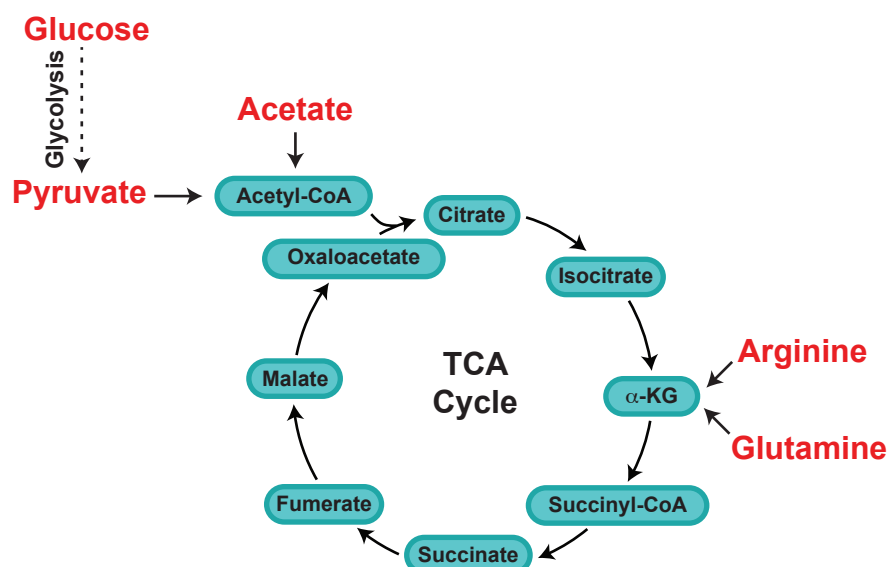 Glucose
Glycolysis
Pyruvate
Acetate
Acetyl-CoA
Citrate
Oxaloacetate
Isocitrate
TCA
Cycle
Arginine
Malate
α-KG
Glutamine
Fumerate
Succinyl-CoA
Succinate